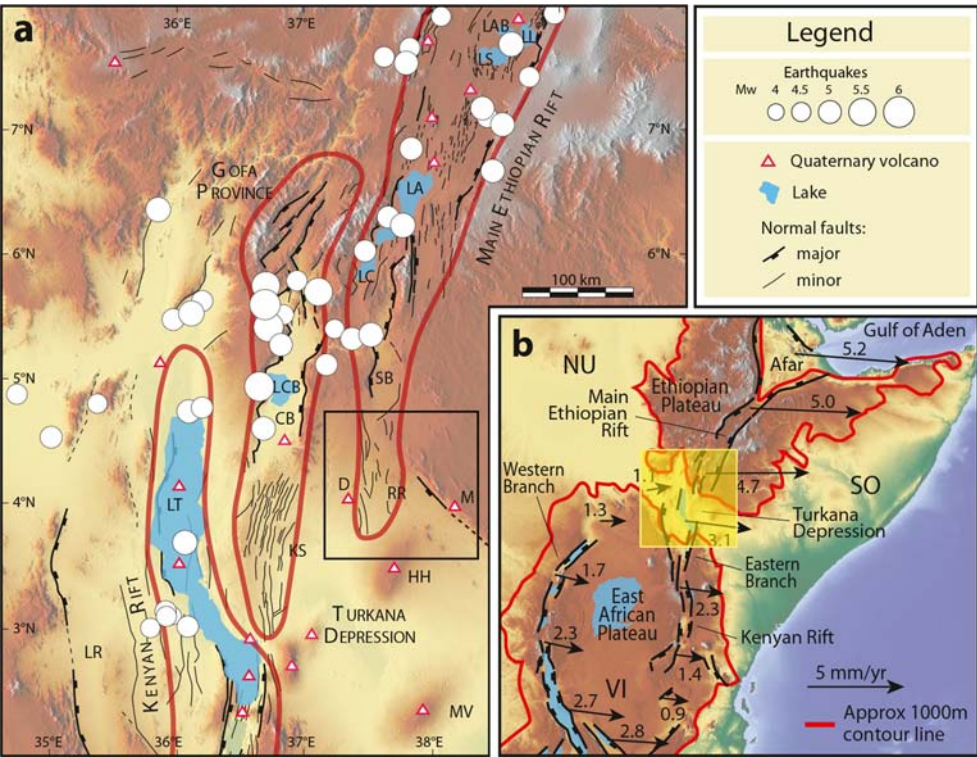 a
36°E
37°E
LAB
LL
LS
7°N
GOFA
PROVINCE
LA
MAIN ETHIOPIAN RIFT
6°N
LC
100 km
5°N
SB
LCB
CB
4°N
LT
D
RR
M
KS
HH
3°N
TURKANA
DEPRESSION
KENYAN RIFT
LR
MV
35°E
36°E
37°E
38°E
Legend
Earthquakes
Mw 4 4.5 5 5.5 6
Quaternary volcano
Lake
Normal faults:
major
minor
b
Gulf of Aden
5.2
NU
Afar
Ethiopian
Plateau
5.0
Main
Ethiopian
Rift
Western
Branch
1.1
4.7
SO
1.3
Turkana
Depression
3.1
Eastern
Branch
1.7
East
African
Plateau
2.3
2.3
Kenyan Rift
1.4
VI
5 mm/yr
2.7
0.9
2.8
Approx 1000m
contour line